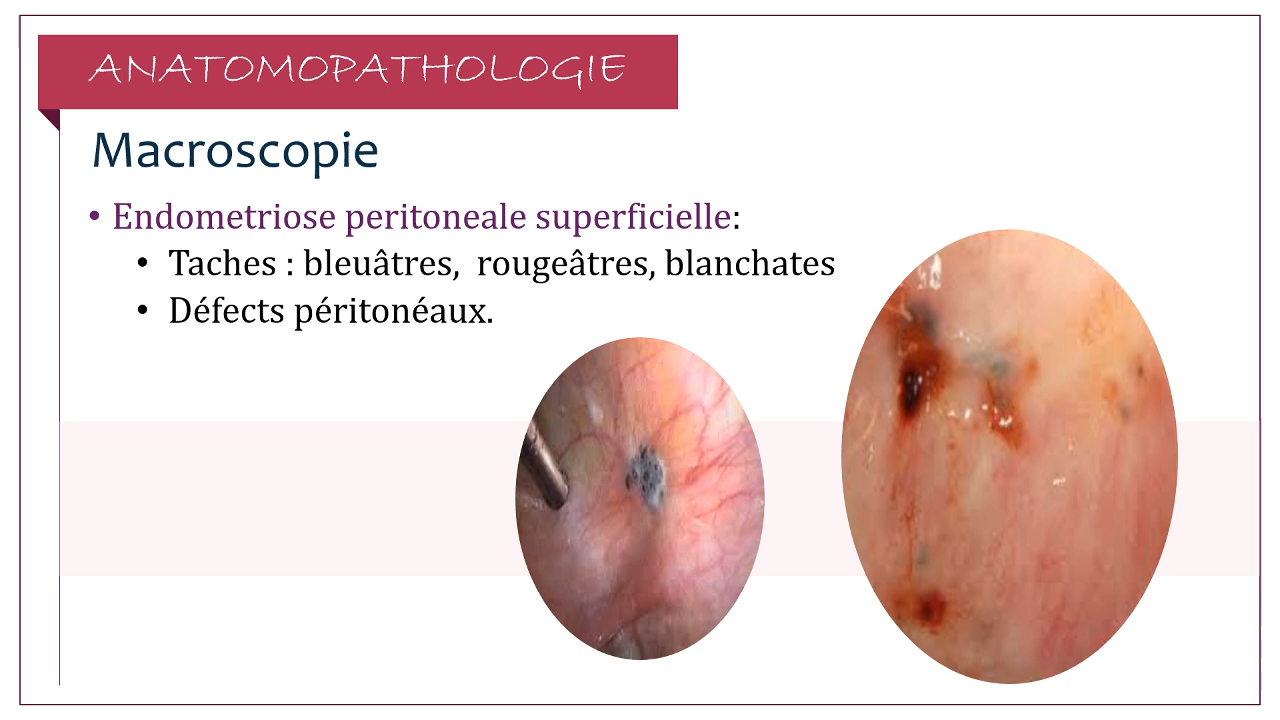 ANATOMOPATHOLOGIE
Macroscopie
• Endometriose peritoneale superficielle:
• Taches : bleuâtres, rougeâtres, blanchates
• Défects péritonéaux.